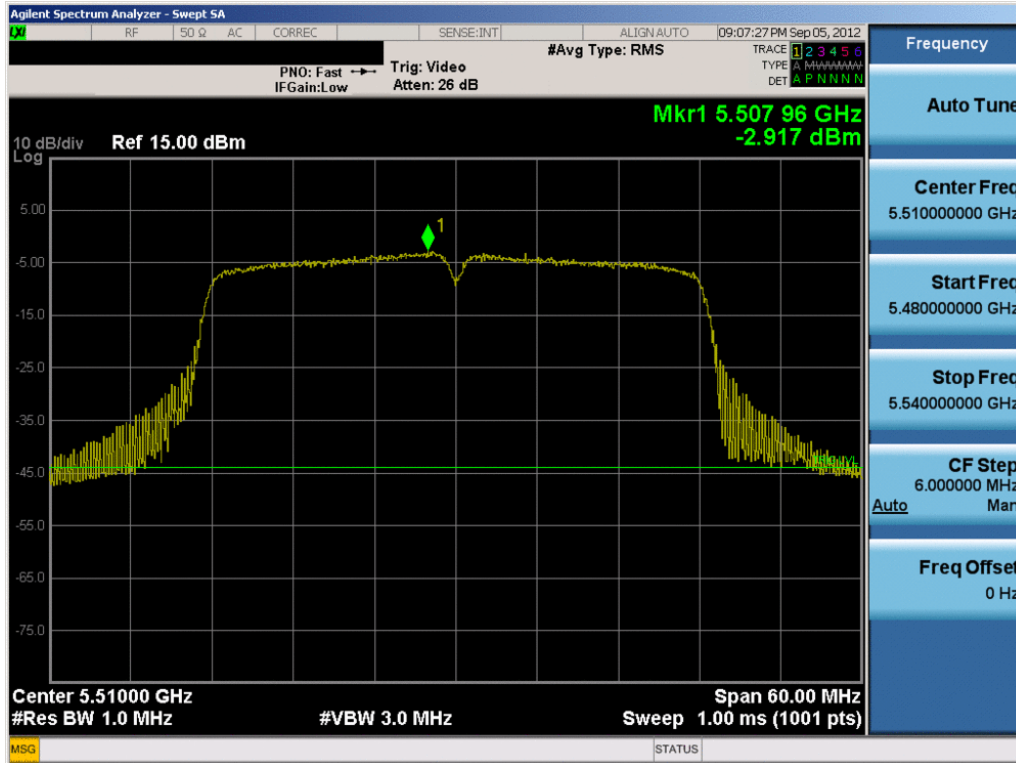 Agilent Spectrum Analyzer - Swept SA
LXI RF 50 Ω AC CORREC SENSE:INT ALIGN AUTO 09:07:27 PM Sep 05, 2012
#Avg Type: RMS
TRACE 1 2 3 4 5 6
PNO: Fast Trig: Video
TYPE A M
IFGain:Low Atten: 26 dB
DET A P N N N N
Mkr1 5.507 96 GHz
-2.917 dBm
10 dB/div Ref 15.00 dBm
Log
1
5.00
-5.00
-15.0
-25.0
-35.0
-45.0
-55.0
-65.0
-75.0
Center 5.51000 GHz Span 60.00 MHz
#Res BW 1.0 MHz #VBW 3.0 MHz Sweep 1.00 ms (1001 pts)
MSG STATUS
Frequency
Auto Tune
Center Freq
5.510000000 GHz
Start Freq
5.480000000 GHz
Stop Freq
5.540000000 GHz
CF Step
6.000000 MHz
Auto Man
Freq Offset
0 Hz